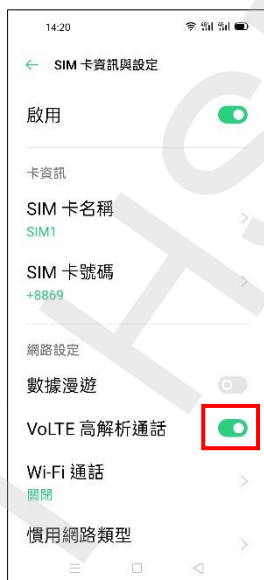 14:20
SIM 卡資訊與設定
啟用
卡資訊
SIM 卡名稱
SIM1
SIM 卡號碼
+8869
網路設定
數據漫遊
VoLTE 高解析通話
Wi-Fi 通話
關閉
慣用網路類型